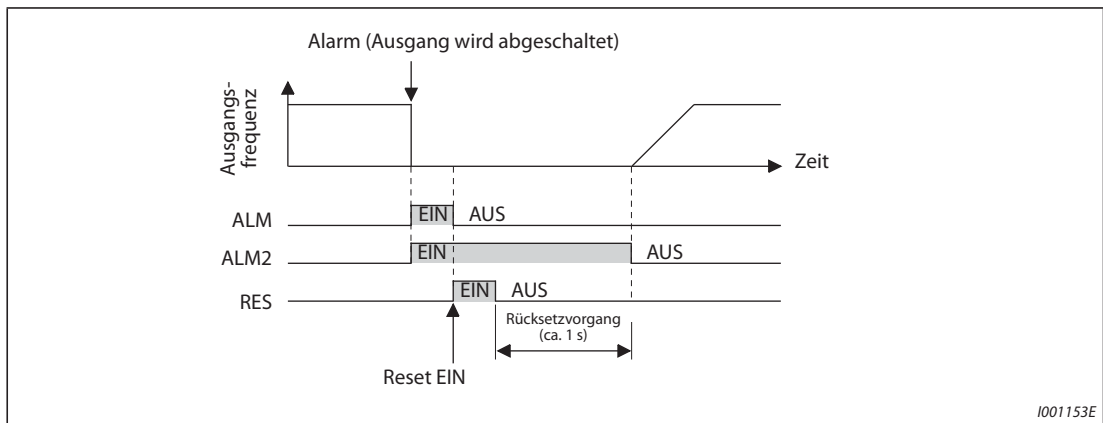 Alarm (Ausgang wird abgeschaltet)
Ausgangs-
frequenz
Zeit
ALM
EIN
AUS
ALM2
EIN
AUS
RES
EIN
AUS
Rücksetzvorgang
(ca. 1 s)
Reset EIN
I001153E